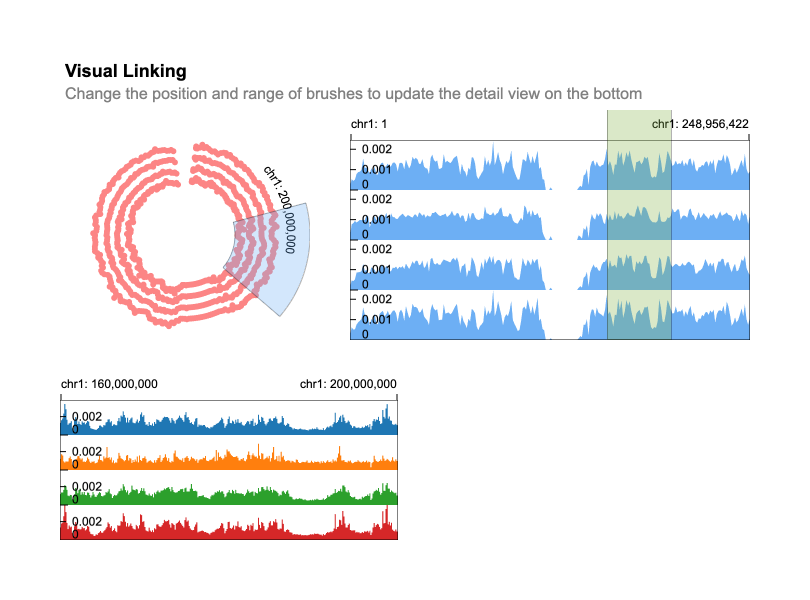 Visual Linking
Change the position and range of brushes to update the detail view on the bottom
chr1: 1
chr1: 248,956,422
0.002
0.001
0
0.002
0.001
0
0.002
0.001
0
0.002
0.001
0
chr1: 200,000,000
chr1: 160,000,000
chr1: 200,000,000
0.002
0
0.002
0
0.002
0
0.002
0